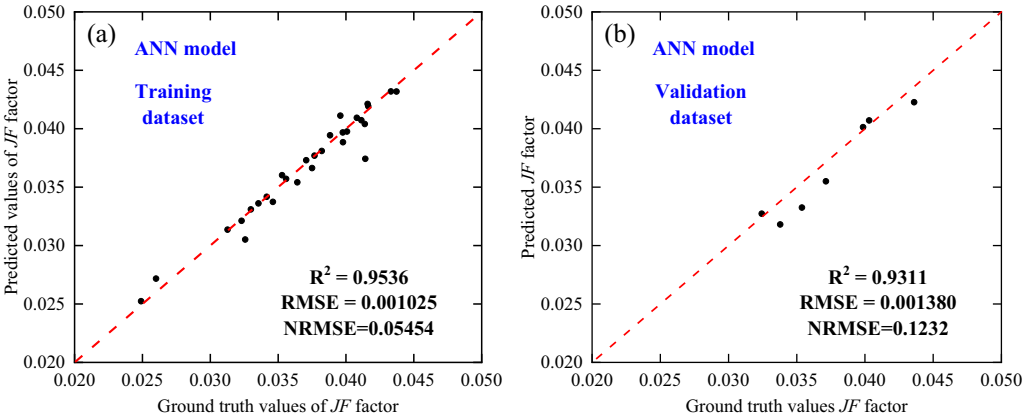 (a)
ANN model
Training
dataset
R² = 0.9536
RMSE = 0.001025
NRMSE=0.05454
Predicted values of JF factor
0.050
0.045
0.040
0.035
0.030
0.025
0.020
0.020 0.025 0.030 0.035 0.040 0.045 0.050
Ground truth values of JF factor
(b)
ANN model
Validation
dataset
R² = 0.9311
RMSE = 0.001380
NRMSE=0.1232
Predicted JF factor
0.050
0.045
0.040
0.035
0.030
0.025
0.020
0.020 0.025 0.030 0.035 0.040 0.045 0.050
Ground truth values of JF factor